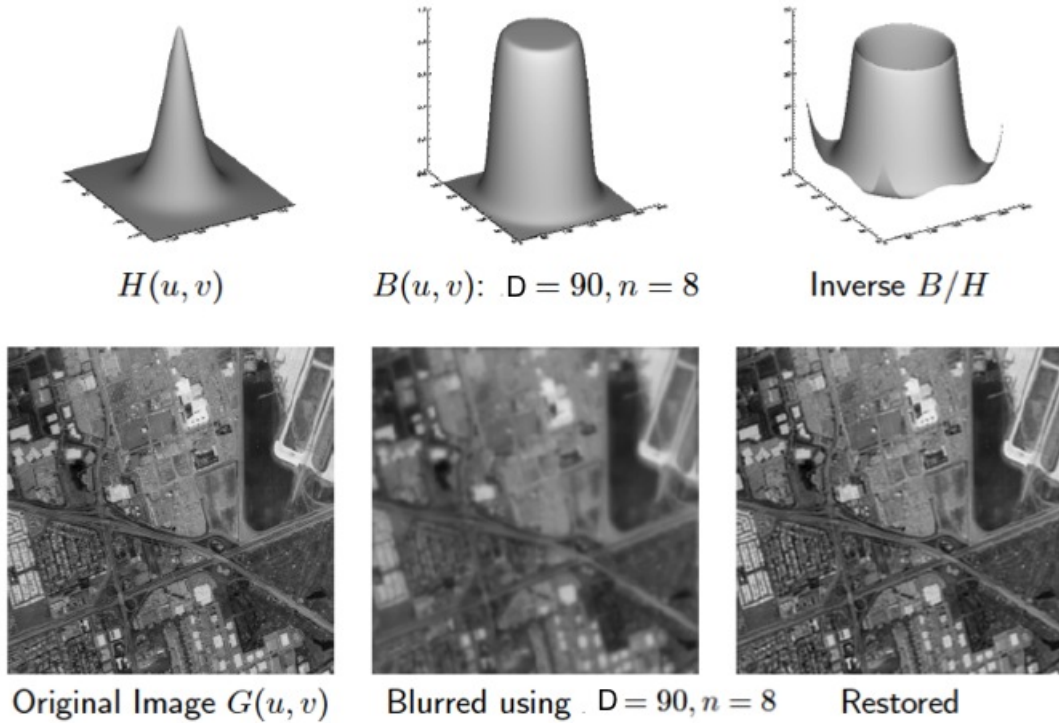 H(u, v)
B(u, v): D = 90, n = 8
Inverse B/H
Original Image G(u, v)
Blurred using D = 90, n = 8
Restored